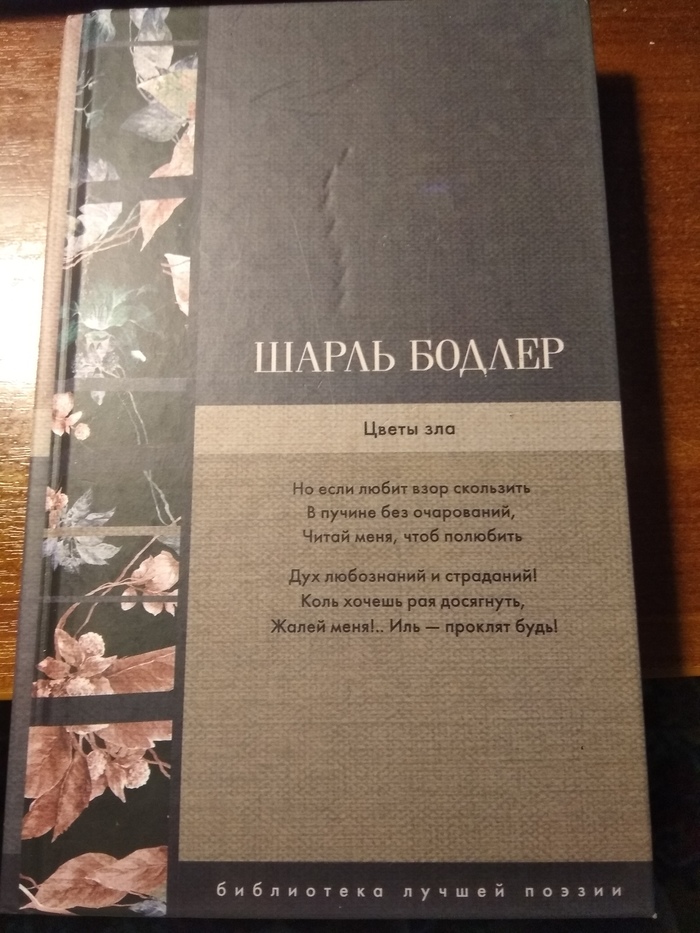 ШАРЛЬ БОДЛЕР
Цветы зла
Но если любит взор скользить
В пучине без очарований,
Читай меня, чтоб полюбить
Дух любознаний и страданий!
Коль хочешь рая досягнуть,
Жалей меня!.. Иль — проклят будь!
библиотека лучшей поэзии